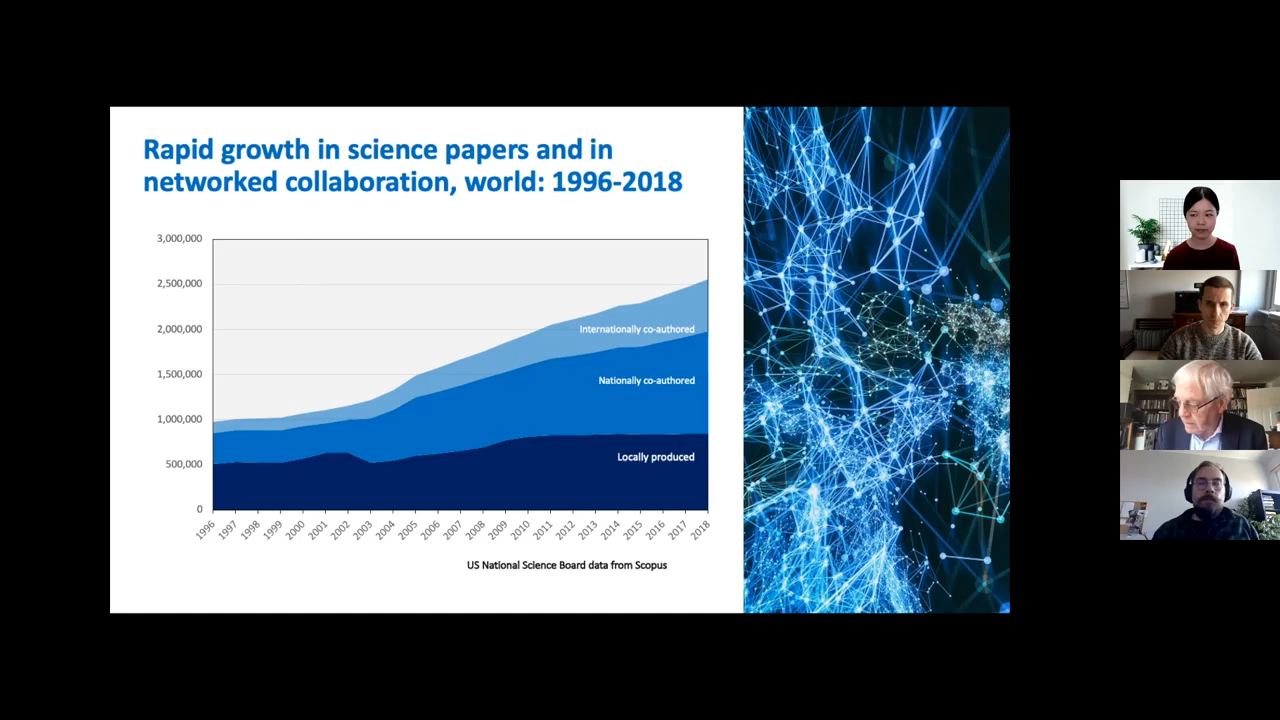 Rapid growth in science papers and in
networked collaboration, world: 1996-2018
3,000,000
2,500,000
2,000,000
1,500,000
1,000,000
500,000
0
Internationally co-authored
Nationally co-authored
Locally produced
1996 1997 1998 1999 2000 2001 2002 2003 2004 2005 2006 2007 2008 2009 2010 2011 2012 2013 2014 2015 2016 2017 2018
US National Science Board data from Scopus